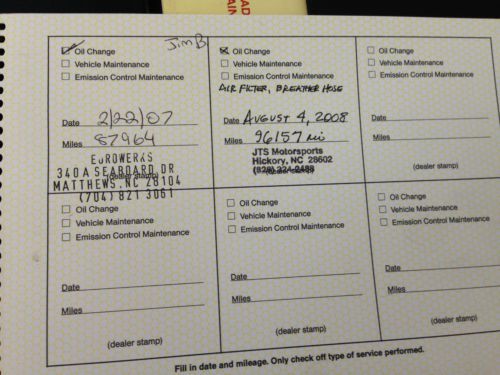 AD
AIN
Oil Change
Jim B
Vehicle Maintenance
Emission Control Maintenance
Date 2/22/07
Miles 87964
EUROWERKS
340A SEABOARD DR
MATTHEWS, NC 28104
(704) 821 3061
(dealer stamp)
Oil Change
Vehicle Maintenance
Emission Control Maintenance
AIR FILTER, BREATHER HOSE
Date AUGUST 4, 2008
Miles 96157 mi
JTS Motorsports
Hickory, NC 28602
(dealer stamp)
Oil Change
Vehicle Maintenance
Emission Control Maintenance
Date
Miles
(dealer stamp)
Oil Change
Vehicle Maintenance
Emission Control Maintenance
Date
Miles
(dealer stamp)
Oil Change
Vehicle Maintenance
Emission Control Maintenance
Date
Miles
(dealer stamp)
Oil Change
Vehicle Maintenance
Emission Control Maintenance
Date
Miles
(dealer stamp)
Fill in date and mileage. Only check off type of service performed.